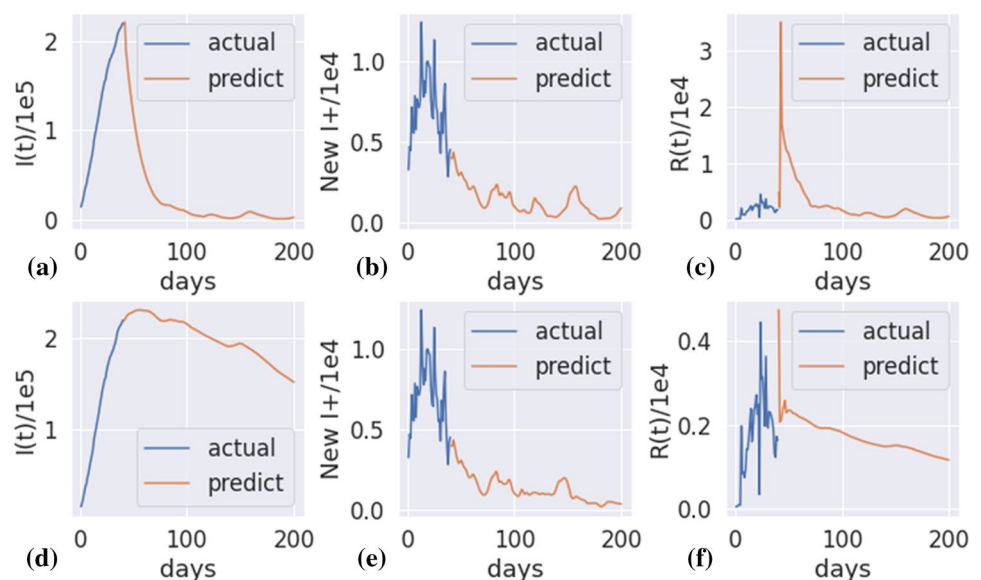 I(t)/1e5
2
1
0
actual
predict
0 100 200
days
(a)
New I+/1e4
1.0
0.5
0.0
actual
predict
0 100 200
days
(b)
R(t)/1e4
3
2
1
0
actual
predict
0 100 200
days
(c)
I(t)/1e5
2
1
actual
predict
0 100 200
days
(d)
New I+/1e4
1.0
0.5
0.0
actual
predict
0 100 200
days
(e)
R(t)/1e4
0.4
0.2
0.0
actual
predict
0 100 200
days
(f)